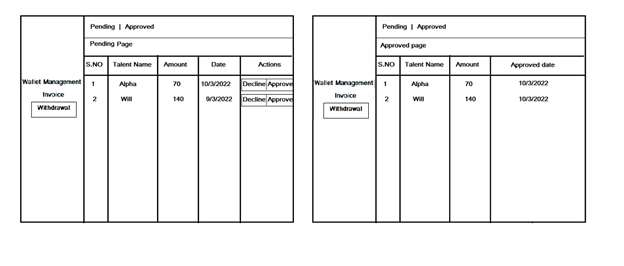 Pending | Approved
Pending Page
S.NO Talent Name Amount Date Actions
Wallet Management
Invoice
Withdrawal
1 Alpha 70 10/3/2022 Decline Approve
2 Will 140 9/3/2022 Decline Approve
Pending | Approved
Approved page
S.NO Talent Name Amount Approved date
Wallet Management
Invoice
Withdrawal
1 Alpha 70 10/3/2022
2 Will 140 10/3/2022